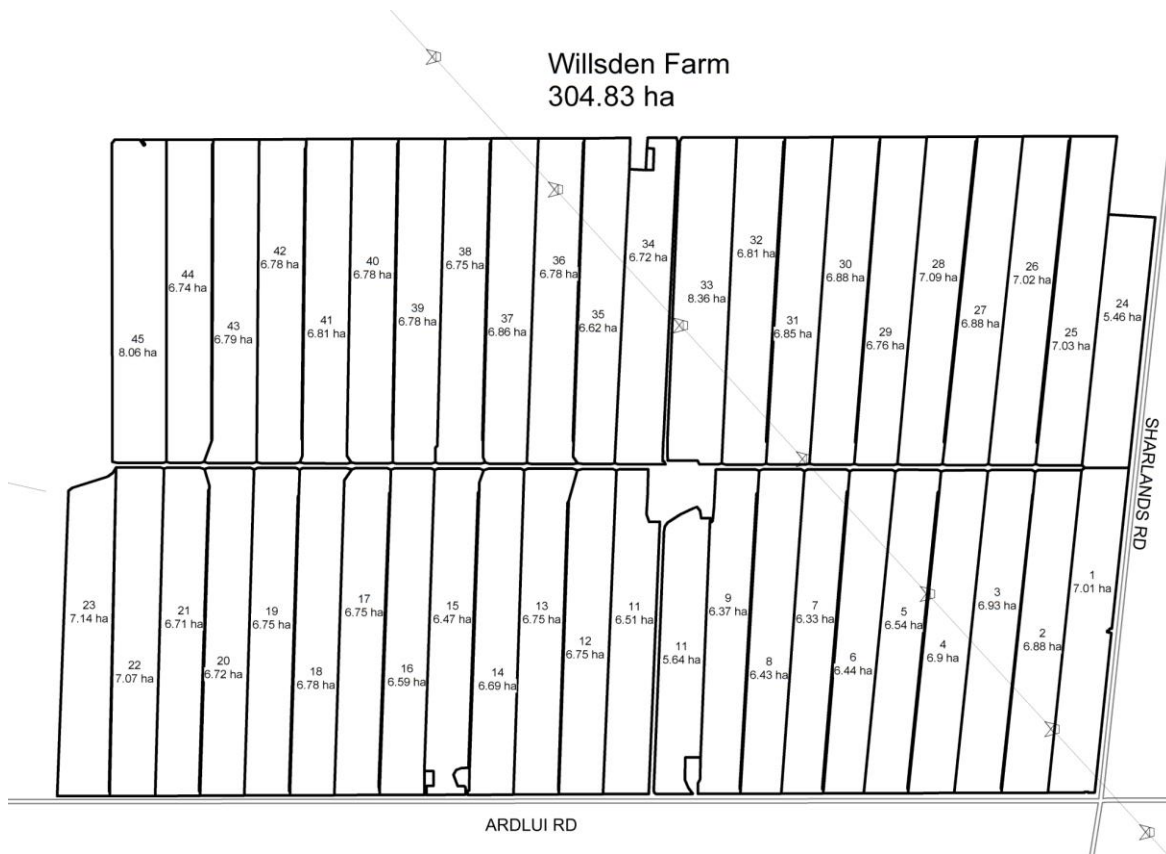 Willsden Farm
304.83 ha
45
8.06 ha
44
6.74 ha
43
6.79 ha
42
6.78 ha
41
6.81 ha
40
6.78 ha
39
6.78 ha
38
6.75 ha
37
6.86 ha
36
6.78 ha
35
6.62 ha
34
6.72 ha
33
8.36 ha
32
6.81 ha
31
6.85 ha
30
6.88 ha
29
6.76 ha
28
7.09 ha
27
6.88 ha
26
7.02 ha
25
7.03 ha
24
5.46 ha
SHARLANDS RD
23
7.14 ha
22
7.07 ha
21
6.71 ha
20
6.72 ha
19
6.75 ha
18
6.78 ha
17
6.75 ha
16
6.59 ha
15
6.47 ha
14
6.69 ha
13
6.75 ha
12
6.75 ha
11
6.51 ha
11
5.64 ha
9
6.37 ha
8
6.43 ha
7
6.33 ha
6
6.44 ha
5
6.54 ha
4
6.9 ha
3
6.93 ha
2
6.88 ha
1
7.01 ha
ARDLUI RD